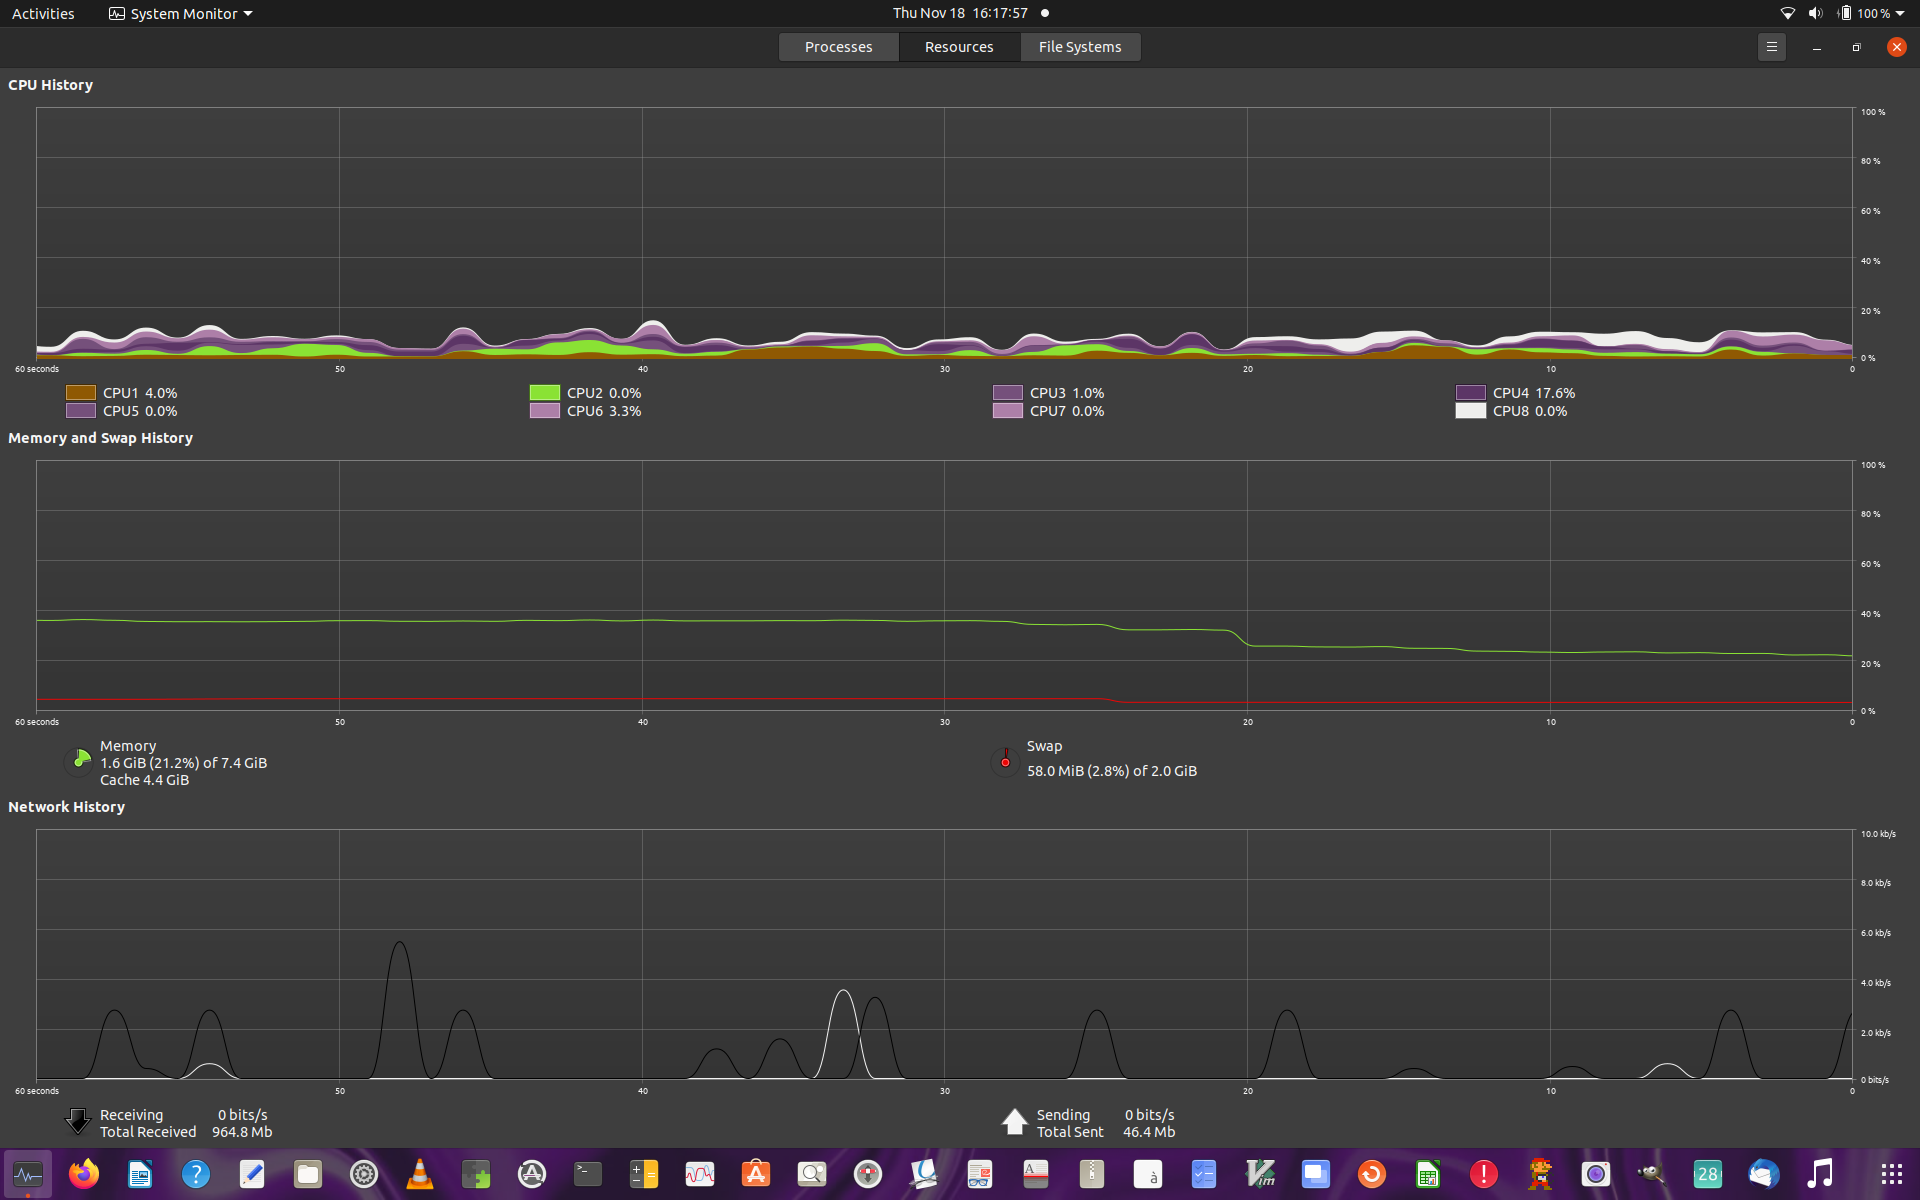 Activities System Monitor Thu Nov 18 16:17:57 100 %
Processes Resources File Systems
CPU History
100 %
80 %
60 %
40 %
20 %
0 %
60 seconds 50 40 30 20 10 0
CPU1 4.0% CPU2 0.0% CPU3 1.0% CPU4 17.6%
CPU5 0.0% CPU6 3.3% CPU7 0.0% CPU8 0.0%
Memory and Swap History
100 %
80 %
60 %
40 %
20 %
0 %
60 seconds 50 40 30 20 10 0
Memory
1.6 GiB (21.2%) of 7.4 GiB
Cache 4.4 GiB
Swap
58.0 MiB (2.8%) of 2.0 GiB
Network History
10.0 kb/s
8.0 kb/s
6.0 kb/s
4.0 kb/s
2.0 kb/s
0 bits/s
60 seconds 50 40 30 20 10 0
Receiving 0 bits/s
Total Received 964.8 Mb
Sending 0 bits/s
Total Sent 46.4 Mb
28